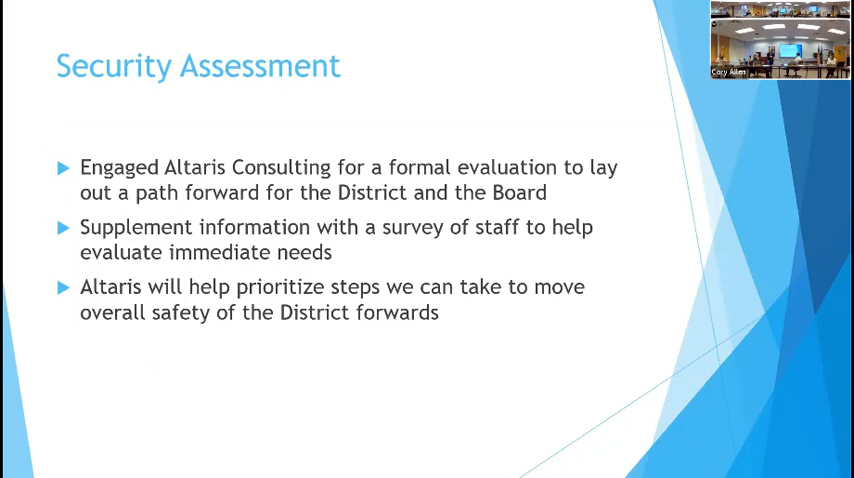 Security Assessment
Engaged Altaris Consulting for a formal evaluation to lay
out a path forward for the District and the Board
Supplement information with a survey of staff to help
evaluate immediate needs
Altaris will help prioritize steps we can take to move
overall safety of the District forwards
Cory Allen